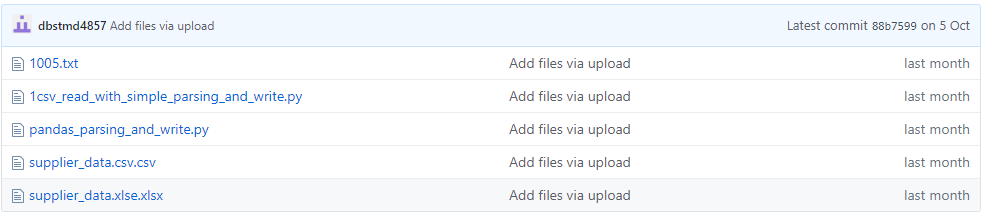 dbstmd4857 Add files via upload Latest commit 88b7599 on 5 Oct
1005.txt Add files via upload last month
1csv_read_with_simple_parsing_and_write.py Add files via upload last month
pandas_parsing_and_write.py Add files via upload last month
supplier_data.csv.csv Add files via upload last month
supplier_data.xlse.xlsx Add files via upload last month